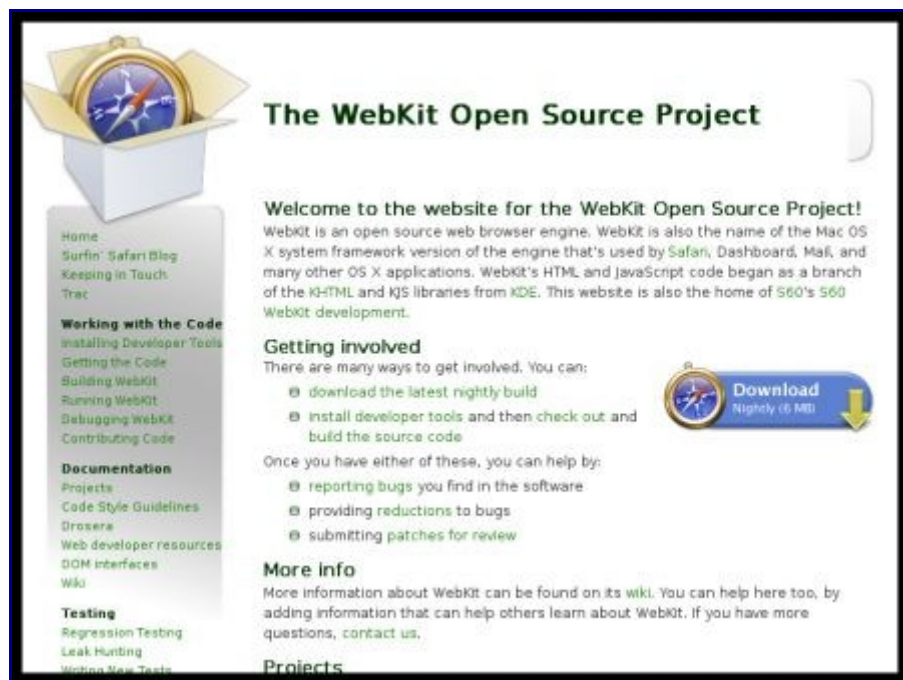 The WebKit Open Source Project
Home
Surfin' Safari Blog
Keeping in Touch
Trac
Working with the Code
Installing Developer Tools
Getting the Code
Building WebKit
Running WebKit
Debugging WebKit
Contributing Code
Documentation
Projects
Code Style Guidelines
Drosera
Web developer resources
DOM interfaces
Wiki
Testing
Regression Testing
Leak Hunting
Writing New Tests
Welcome to the website for the WebKit Open Source Project!
WebKit is an open source web browser engine. WebKit is also the name of the Mac OS
X system framework version of the engine that's used by Safari, Dashboard, Mail, and
many other OS X applications. WebKit's HTML and JavaScript code began as a branch
of the KHTML and KJS libraries from KDE. This website is also the home of S60's S60
WebKit development.
Getting involved
There are many ways to get involved. You can:
download the latest nightly build
install developer tools and then check out and
build the source code
Download
Nightly (6 MB)
Once you have either of these, you can help by:
reporting bugs you find in the software
providing reductions to bugs
submitting patches for review
More info
More information about WebKit can be found on its wiki. You can help here too, by
adding information that can help others learn about WebKit. If you have more
questions, contact us.
Projects